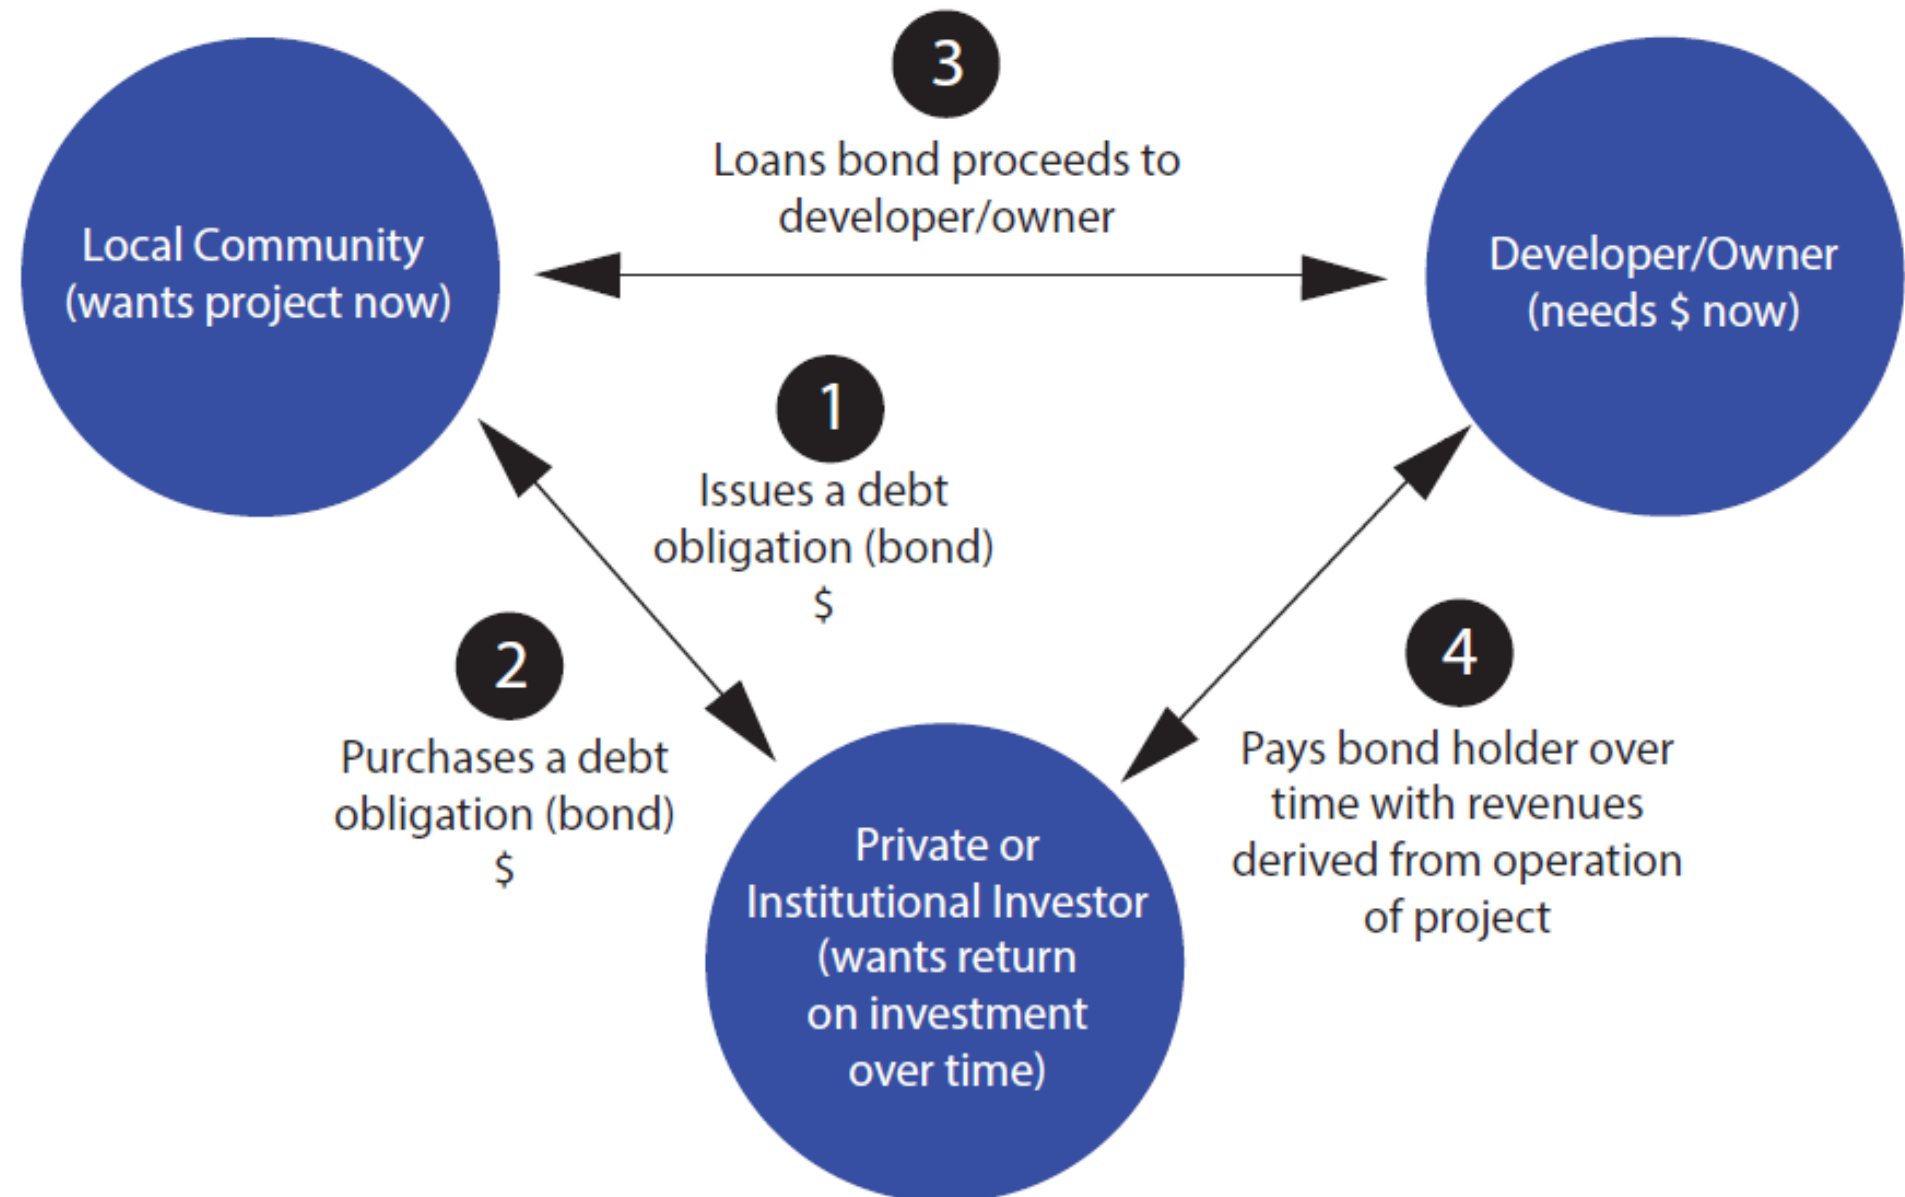 3
Loans bond proceeds to
developer/owner
Local Community
(wants project now)
Developer/Owner
(needs $ now)
1
Issues a debt
obligation (bond)
$
2
Purchases a debt
obligation (bond)
$
4
Pays bond holder over
time with revenues
derived from operation
of project
Private or
Institutional Investor
(wants return
on investment
over time)